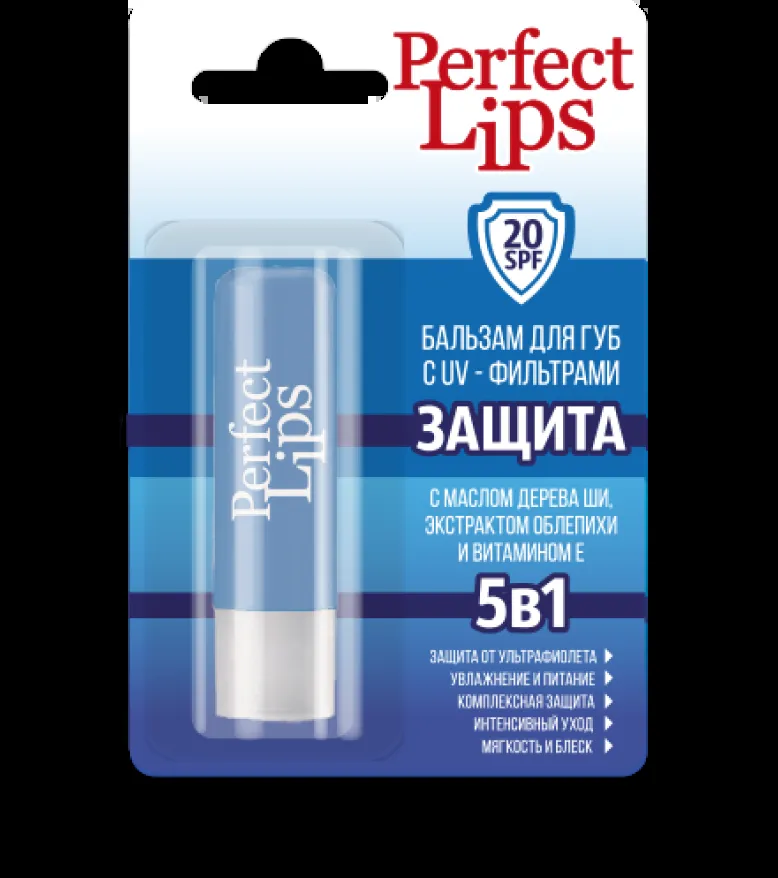 Perfect
Lips
20
SPF
БАЛЬЗАМ ДЛЯ ГУБ
С UV - ФИЛЬТРАМИ
ЗАЩИТА
С МАСЛОМ ДЕРЕВА ШИ,
ЭКСТРАКТОМ ОБЛЕПИХИ
И ВИТАМИНОМ Е
5в1
ЗАЩИТА ОТ УЛЬТРАФИОЛЕТА
УВЛАЖНЕНИЕ И ПИТАНИЕ
КОМПЛЕКСНАЯ ЗАЩИТА
ИНТЕНСИВНЫЙ УХОД
МЯГКОСТЬ И БЛЕСК
Perfect
Lips